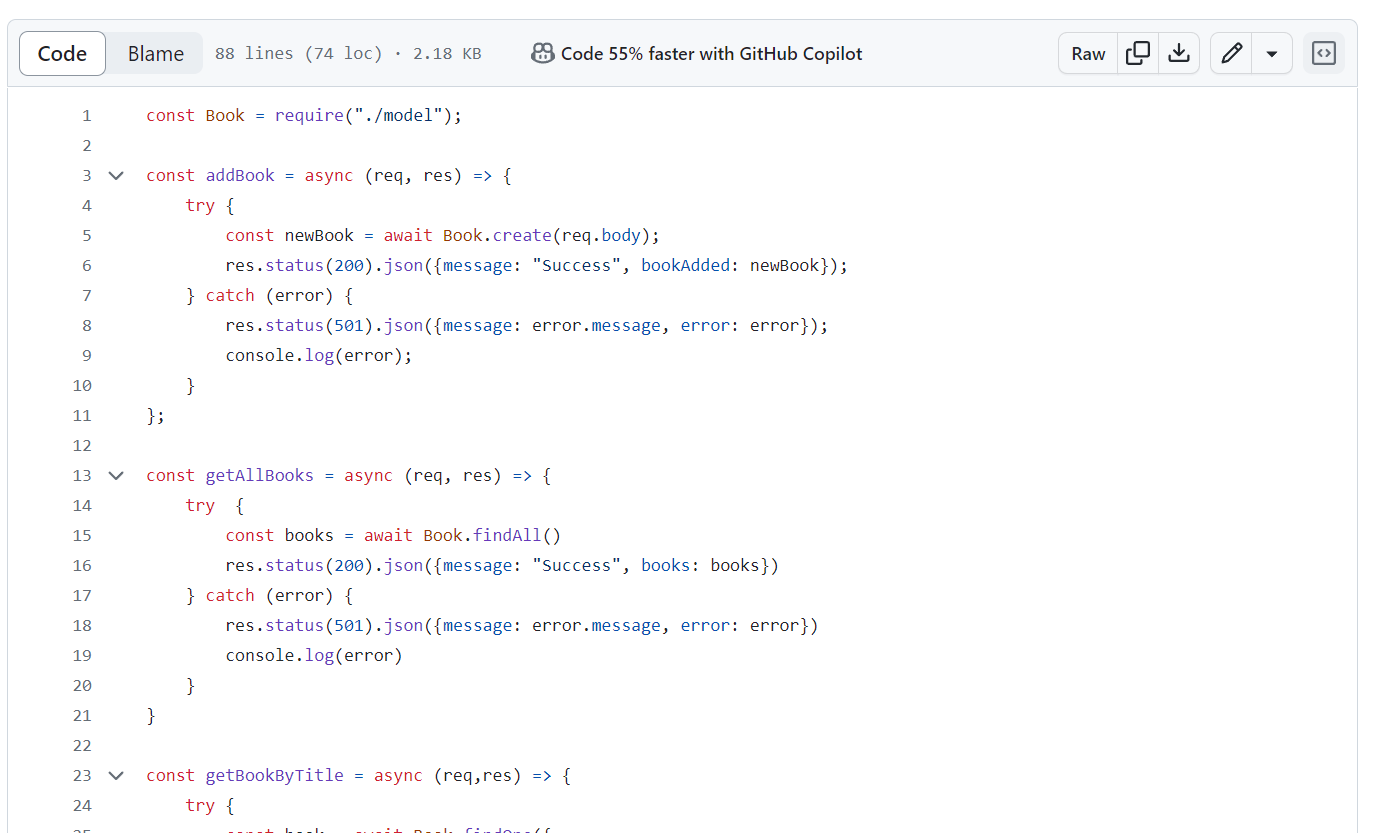 Code Blame 88 lines (74 loc) · 2.18 KB Code 55% faster with GitHub Copilot Raw
1 const Book = require("./model");
2
3 const addBook = async (req, res) => {
4 try {
5 const newBook = await Book.create(req.body);
6 res.status(200).json({message: "Success", bookAdded: newBook});
7 } catch (error) {
8 res.status(501).json({message: error.message, error: error});
9 console.log(error);
10 }
11 };
12
13 const getAllBooks = async (req, res) => {
14 try  {
15 const books = await Book.findAll()
16 res.status(200).json({message: "Success", books: books})
17 } catch (error) {
18 res.status(501).json({message: error.message, error: error})
19 console.log(error)
20 }
21 }
22
23 const getBookByTitle = async (req,res) => {
24 try {
25 const book = await Book.findOne({